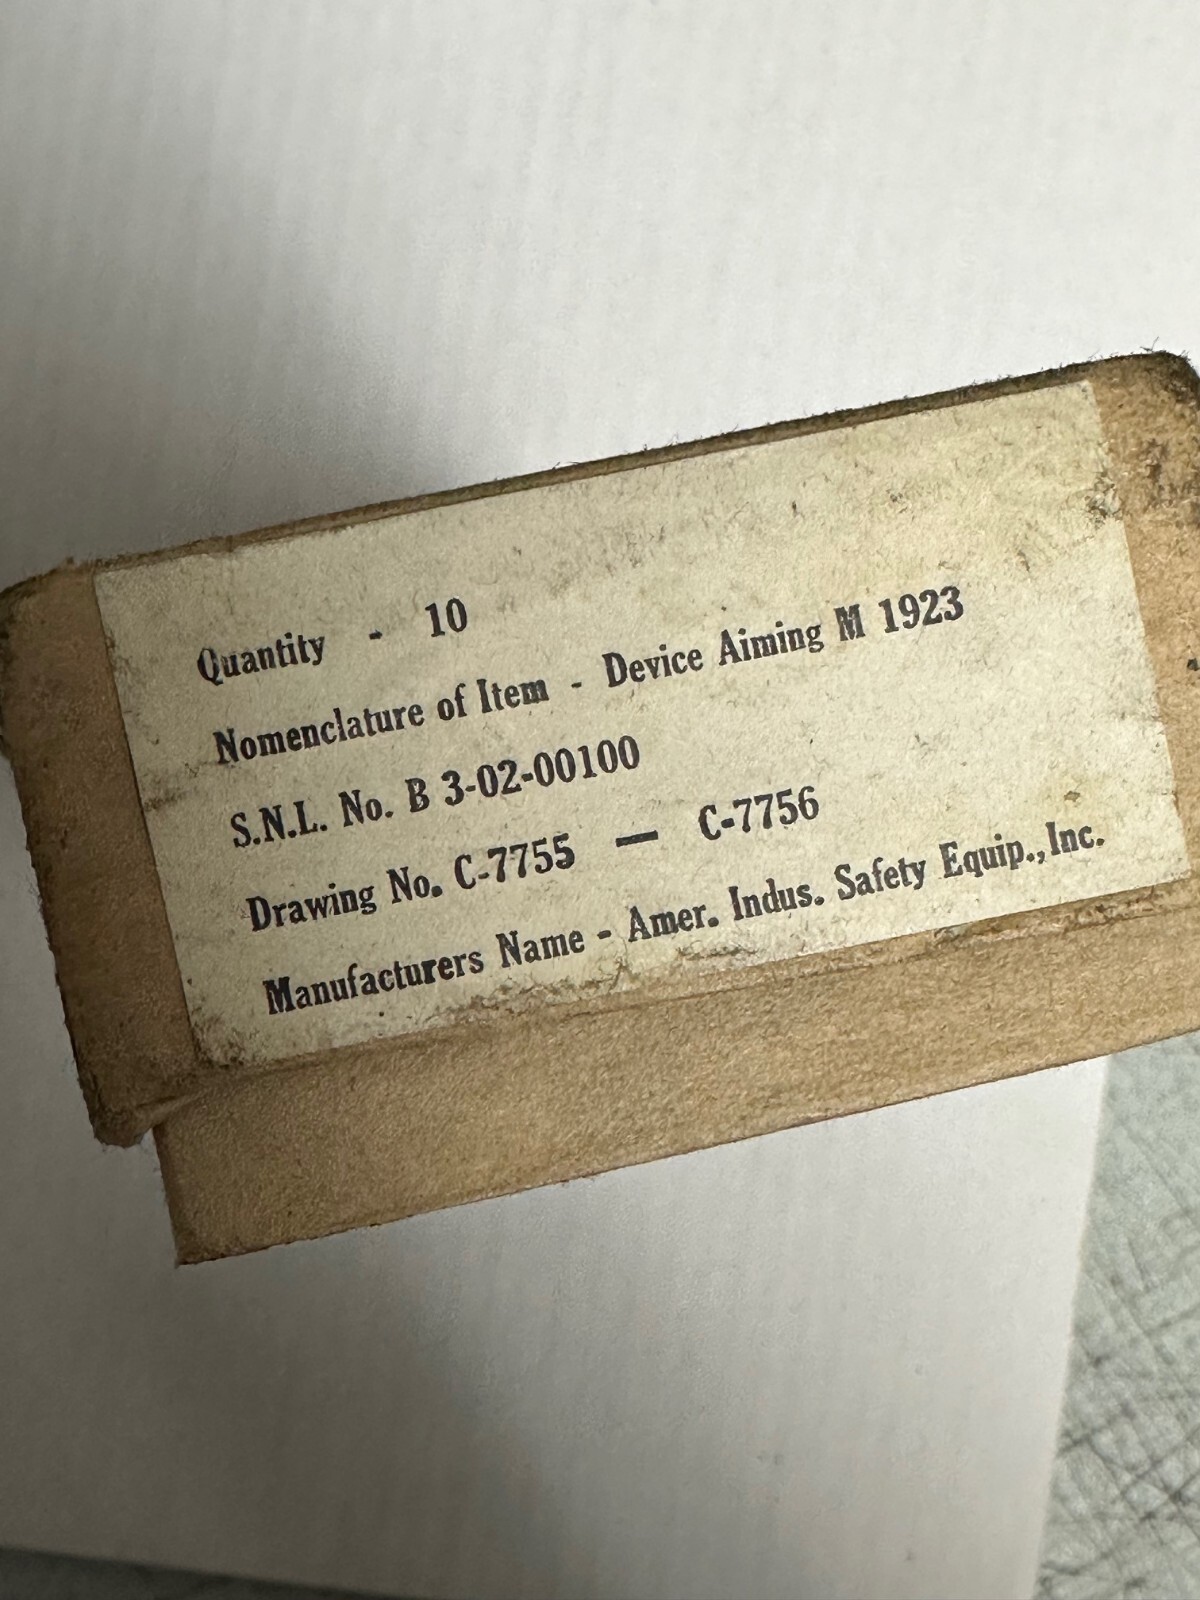 Quantity - 10
Nomenclature of Item - Device Aiming M 1923
S.N.L. No. B 3-02-00100
Drawing No. C-7755 — C-7756
Manufacturers Name - Amer. Indus. Safety Equip., Inc.